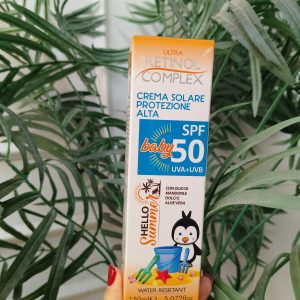 ULTRA
RETINOL
COMPLEX
CREMA SOLARE
PROTEZIONE
ALTA
SPF
baby 50
UVA+UVB
HELLO
Summer
CON OLIO DI
MANDORLE
DOLCI E
ALOE VERA
WATER RESISTANT
150ml